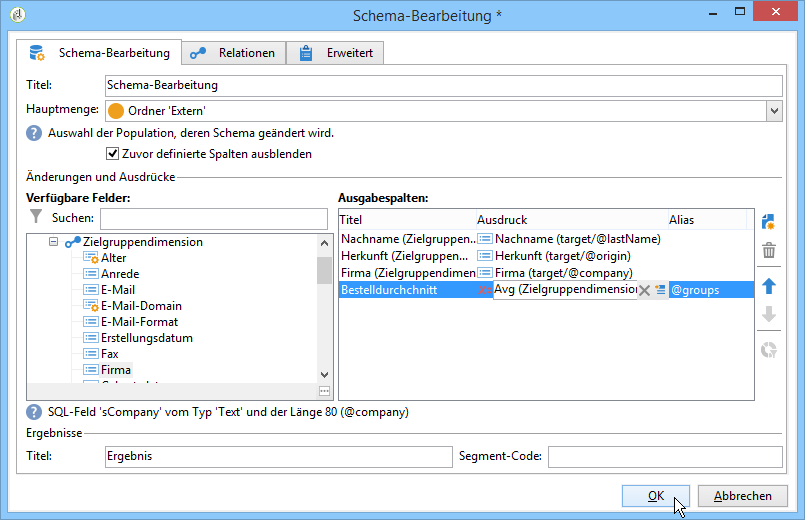 Schema-Bearbeitung *
Schema-Bearbeitung Relationen Erweitert
Titel: Schema-Bearbeitung
Hauptmenge: Ordner 'Extern'
Auswahl der Population, deren Schema geändert wird.
Zuvor definierte Spalten ausblenden
Änderungen und Ausdrücke
Verfügbare Felder:
Suchen:
Zielgruppendimension
Alter
Anrede
E-Mail
E-Mail-Domain
E-Mail-Format
Erstellungsdatum
Fax
Firma
Ausgabespalten:
Titel Ausdruck Alias
Nachname (Zielgruppen... Nachname (target/@lastName)
Herkunft (Zielgruppen... Herkunft (target/@origin)
Firma (Zielgruppendimen Firma (target/@company)
Bestelldurchchnitt Avg (Zielgruppendimension @groups
SQL-Feld 'sCompany' vom Typ 'Text' und der Länge 80 (@company)
Ergebnisse
Titel: Ergebnis Segment-Code:
OK Abbrechen